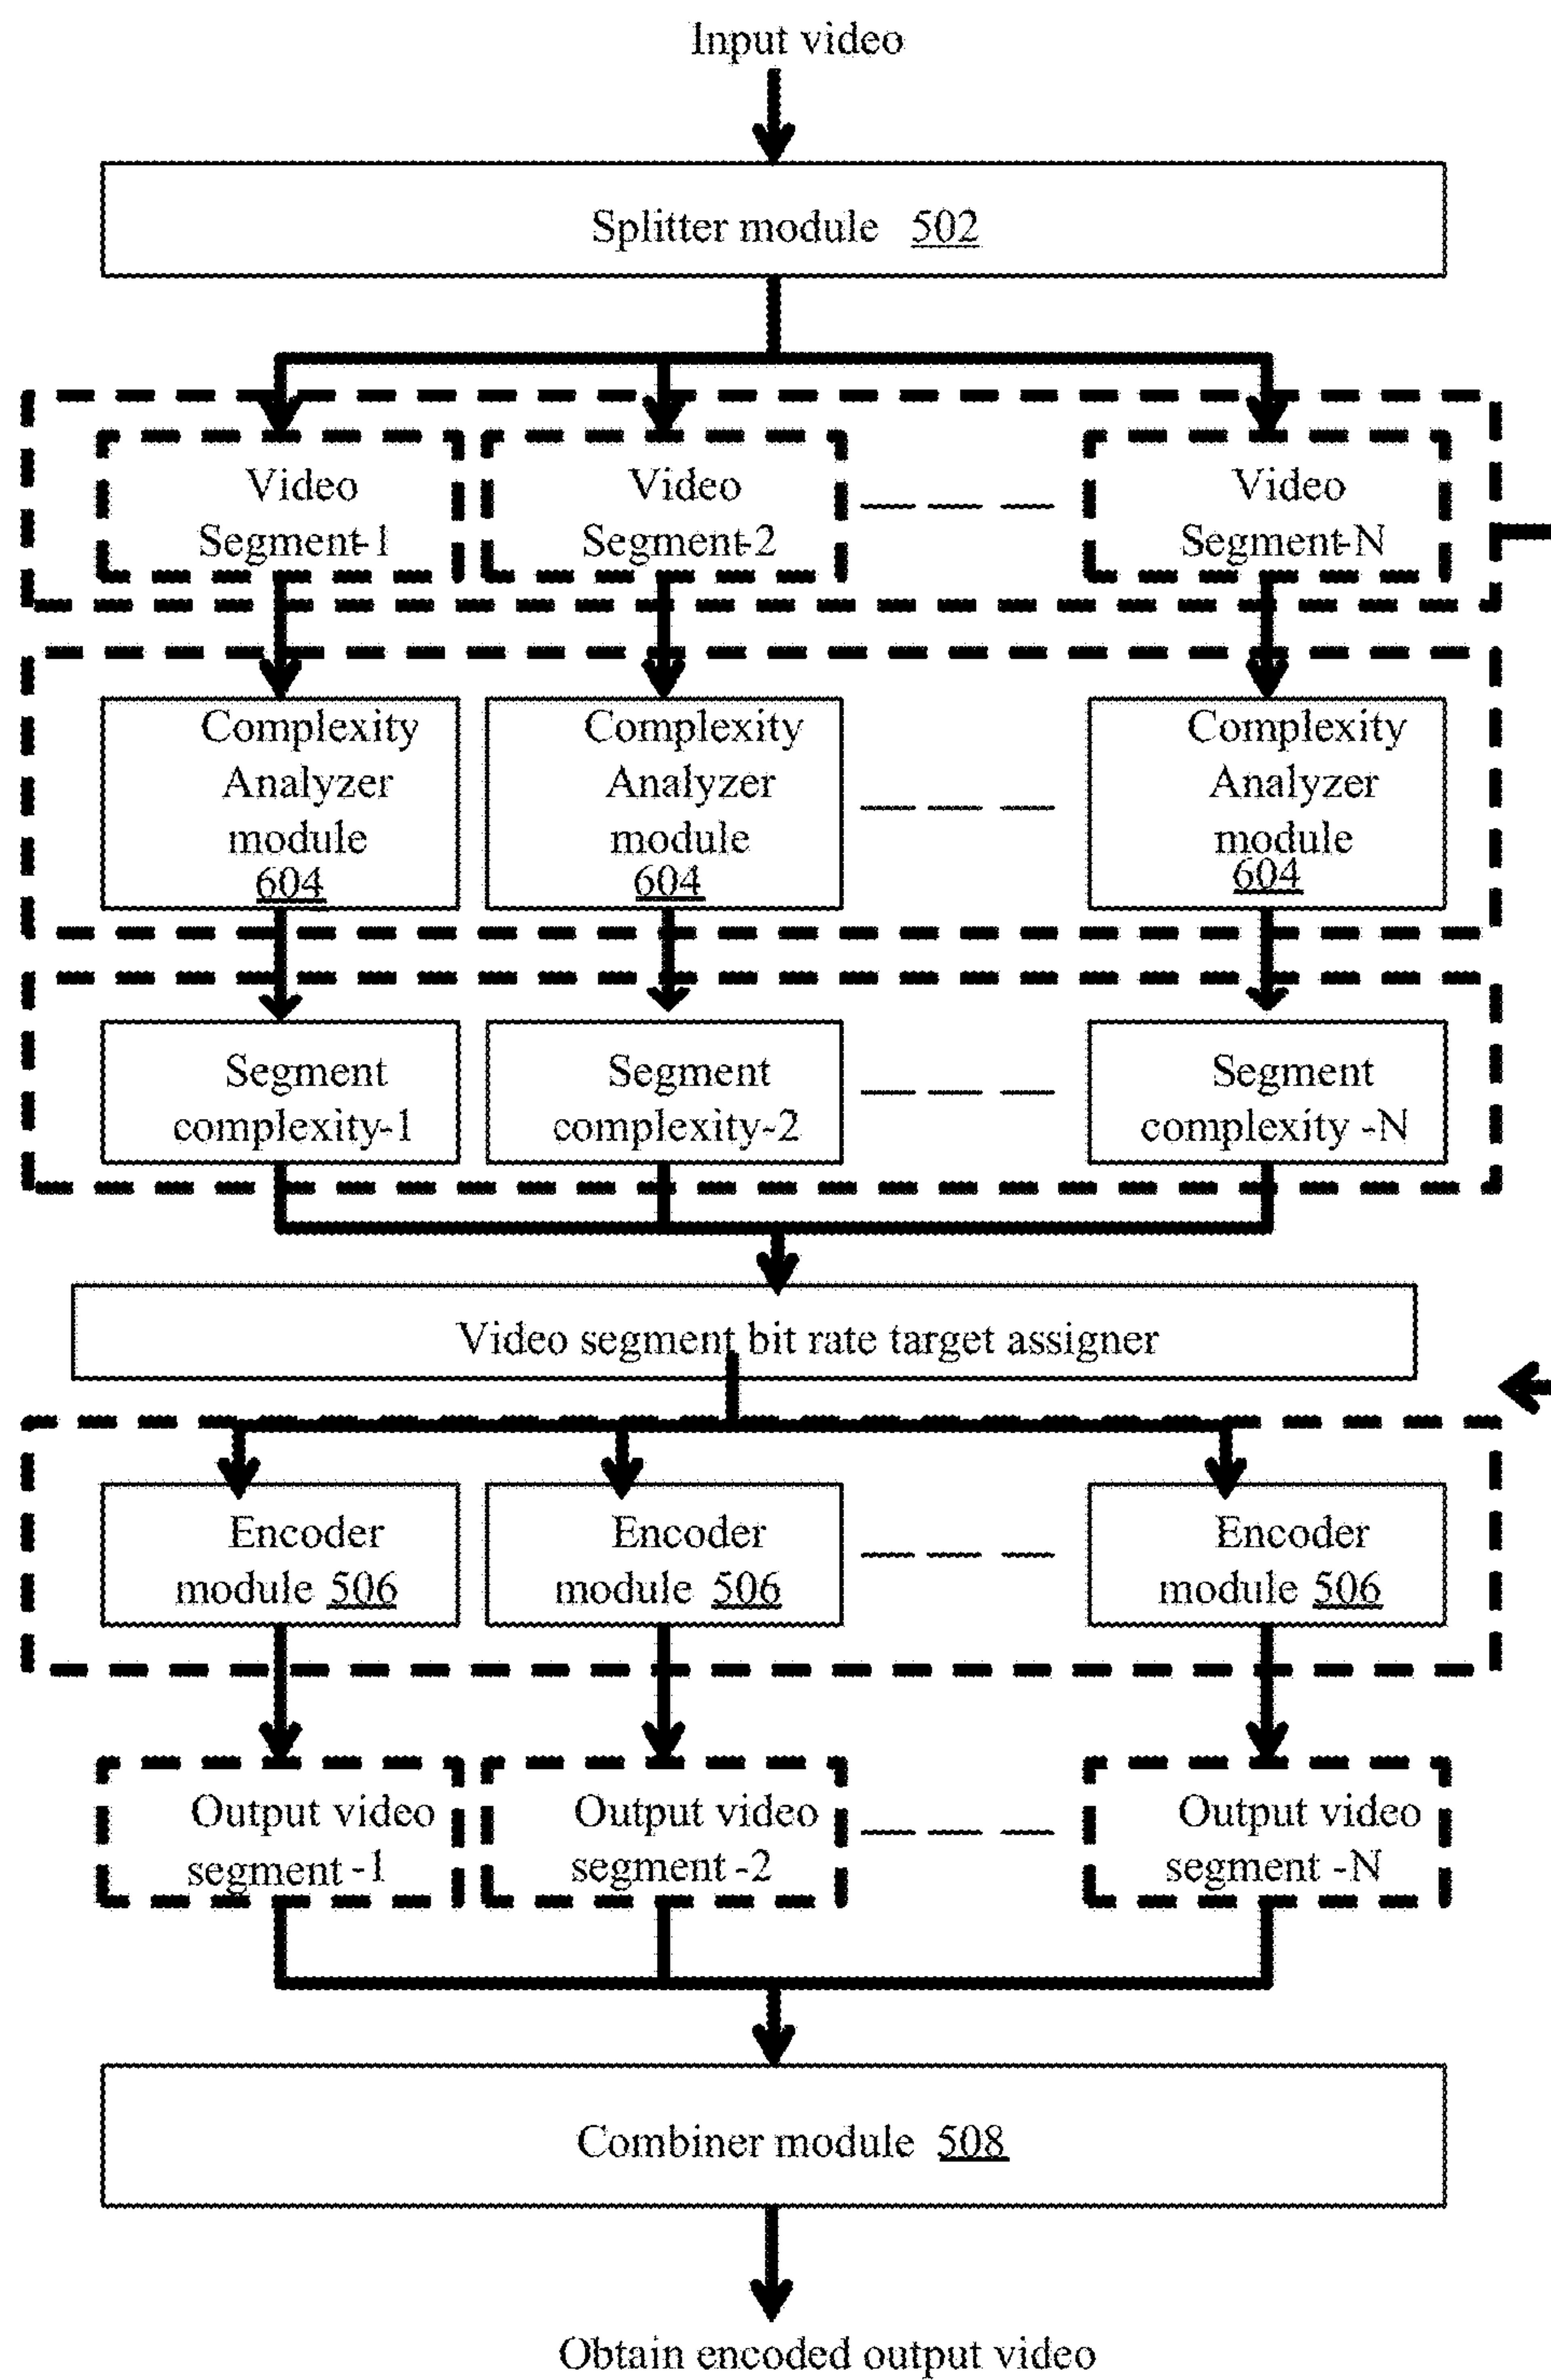 Input video
Splitter module 502
Video
Segment-1
Video
Segment-2
Video
Segment-N
Complexity
Analyzer
module
604
Complexity
Analyzer
module
604
Complexity
Analyzer
module
604
Segment
complexity-1
Segment
complexity-2
Segment
complexity -N
Video segment bit rate target assigner
Encoder
module 506
Encoder
module 506
Encoder
module 506
Output video
segment -1
Output video
segment -2
Output video
segment -N
Combiner module 508
Obtain encoded output video